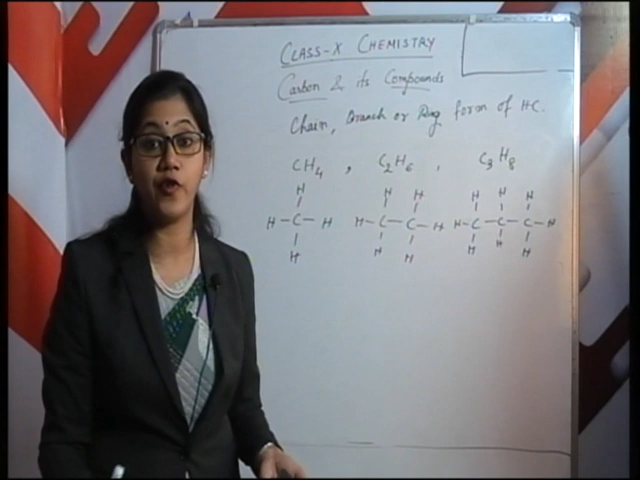 CLASS-X CHEMISTRY
Carbon & its Compounds
Chain, Branch or Ring form of HC.
CH4 , C2H6 , C3H8
H H H H H H
H-C-H H-C-C-H H-C-C-C-H
H H H H H H